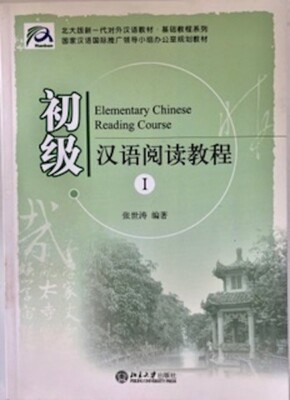 北大版新一代对外汉语教材·基础教程系列
国家汉语国际推广领导小组办公室规划教材
初级
Elementary Chinese
Reading Course
汉语阅读教程
I
张世涛 编著
北京大学出版社